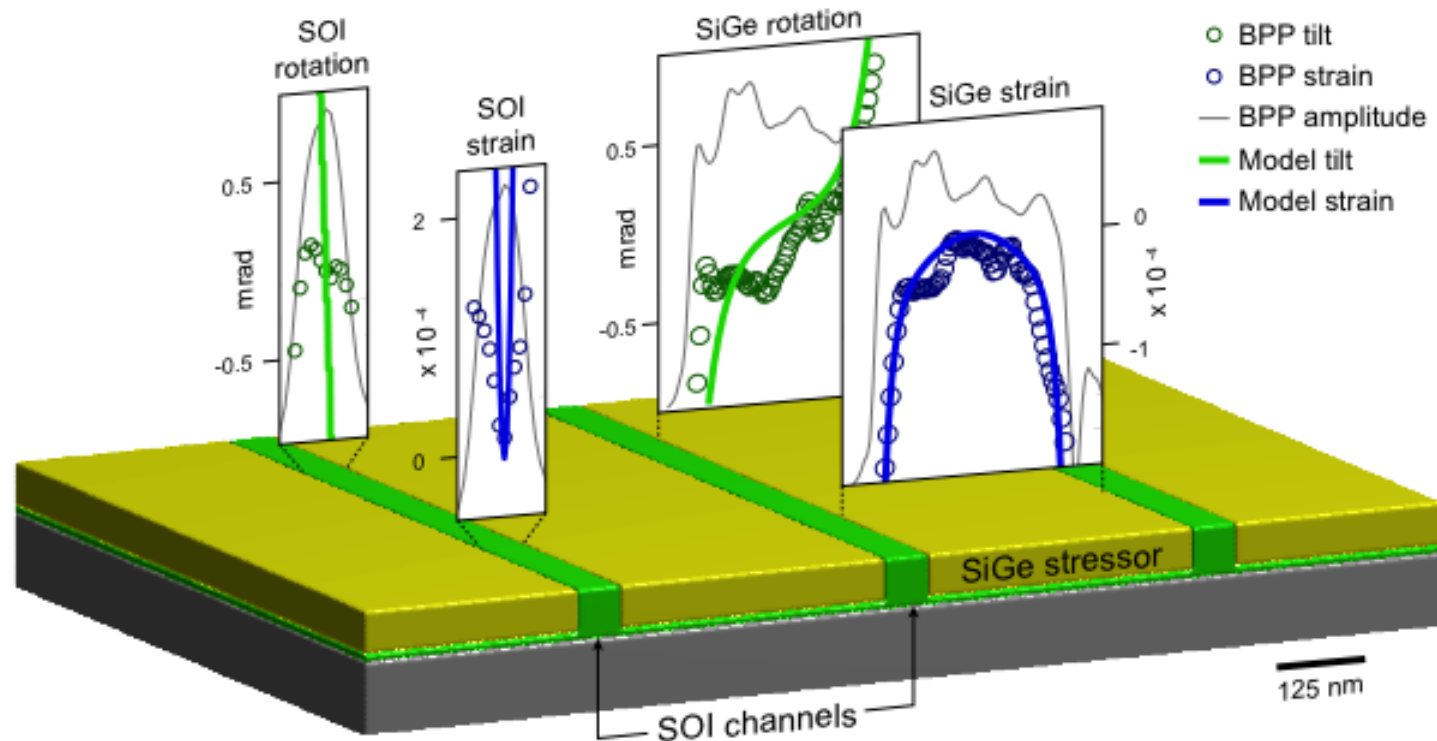 SOI
rotation
0.5
mrad
-0.5
SOI
strain
2
x 10⁻⁴
0
SiGe rotation
0.5
mrad
-0.5
SiGe strain
0
x 10⁻⁴
-1
BPP tilt
BPP strain
BPP amplitude
Model tilt
Model strain
SiGe stressor
SOI channels
125 nm